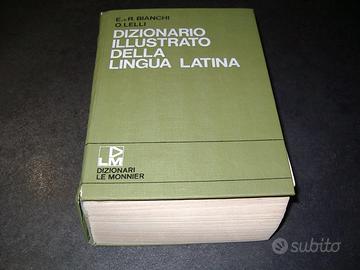 E. e R. BIANCHI
O. LELLI
DIZIONARIO
ILLUSTRATO
DELLA
LINGUA LATINA
LM
DIZIONARI
LE MONNIER
subito